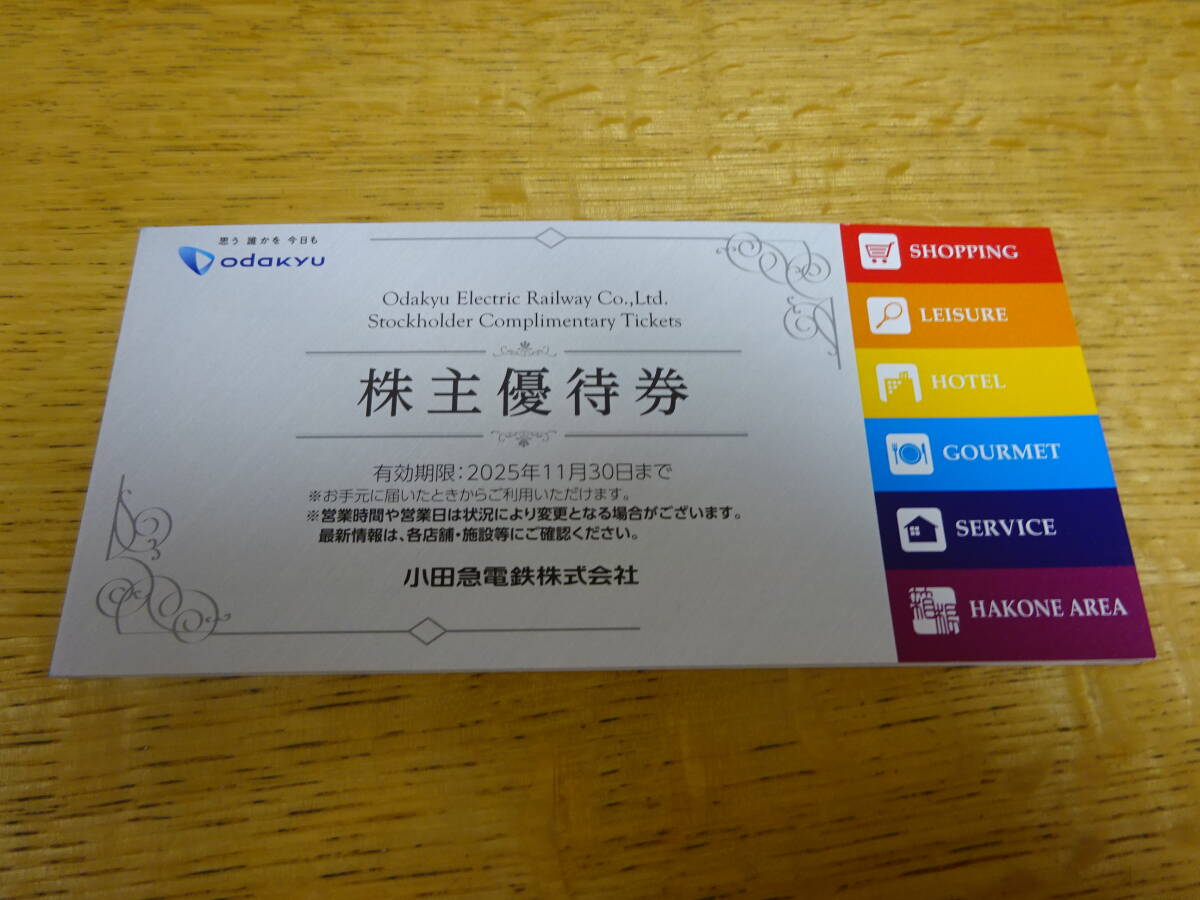 思う 誰かを 今日も
ODAKYU
Odakyu Electric Railway Co.,Ltd.
Stockholder Complimentary Tickets
株主優待券
有効期限:2025年11月30日まで
※お手元に届いたときからご利用いただけます。
※営業時間や営業日は状況により変更となる場合がございます。
最新情報は、各店舗・施設等にご確認ください。
小田急電鉄株式会社
SHOPPING
LEISURE
HOTEL
GOURMET
SERVICE
箱根 HAKONE AREA